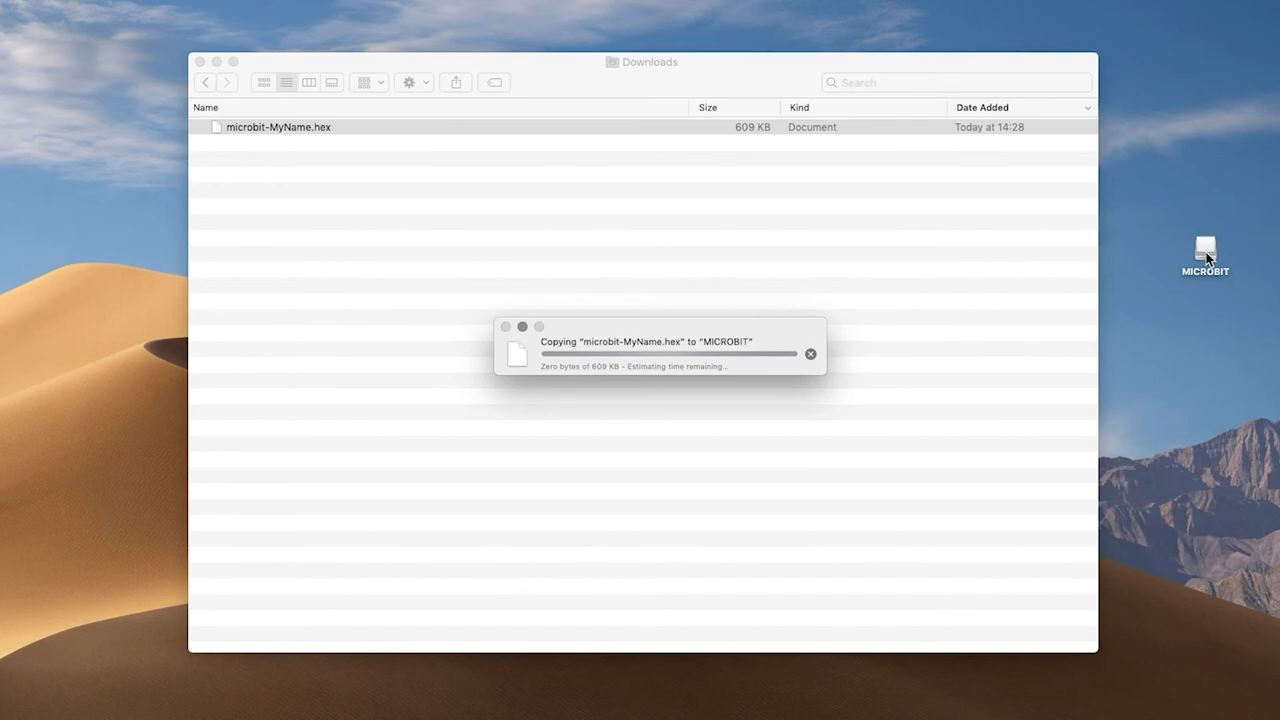 Downloads
Search
Name Size Kind Date Added
microbit-MyName.hex 609 KB Document Today at 14:28
MICROBIT
Copying “microbit-MyName.hex” to “MICROBIT”
Zero bytes of 609 KB - Estimating time remaining...